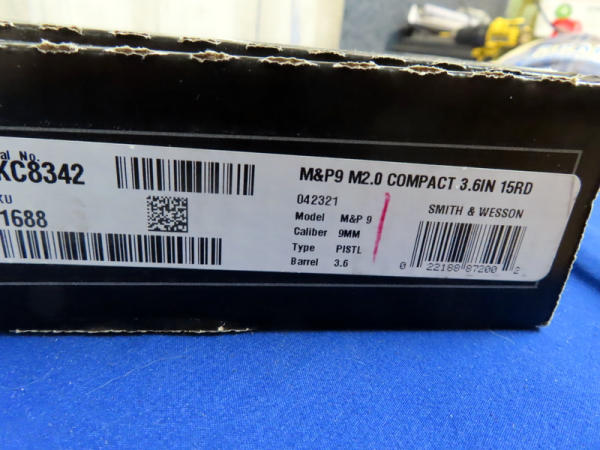 No.
KC8342
1688
M&P9 M2.0 COMPACT 3.6IN 15RD
042321
Model M&P 9
Caliber 9MM
Type PISTL
Barrel 3.6
SMITH & WESSON
0 22188 87200 2